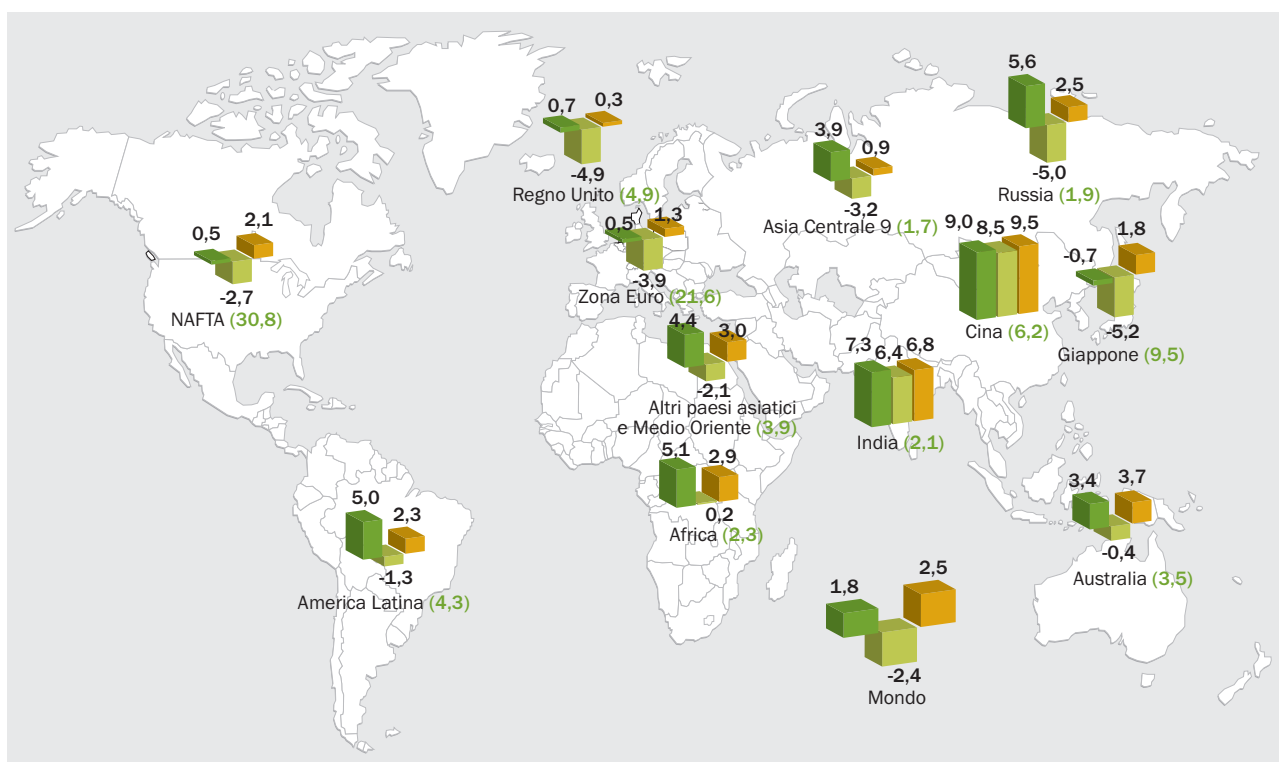 0,7
0,3
-4,9
Regno Unito (4,9)
5,6
2,5
-5,0
Russia (1,9)
3,9
0,9
-3,2
Asia Centrale 9 (1,7)
0,5
2,1
-2,7
NAFTA (30,8)
0,5
1,3
-3,9
Zona Euro (21,6)
9,0
8,5
9,5
Cina (6,2)
-0,7
1,8
-5,2
Giappone (9,5)
4,4
3,0
-2,1
Altri paesi asiatici
e Medio Oriente (3,9)
7,3
6,4
6,8
India (2,1)
5,1
2,9
0,2
Africa (2,3)
5,0
2,3
-1,3
America Latina (4,3)
3,4
3,7
-0,4
Australia (3,5)
1,8
2,5
-2,4
Mondo